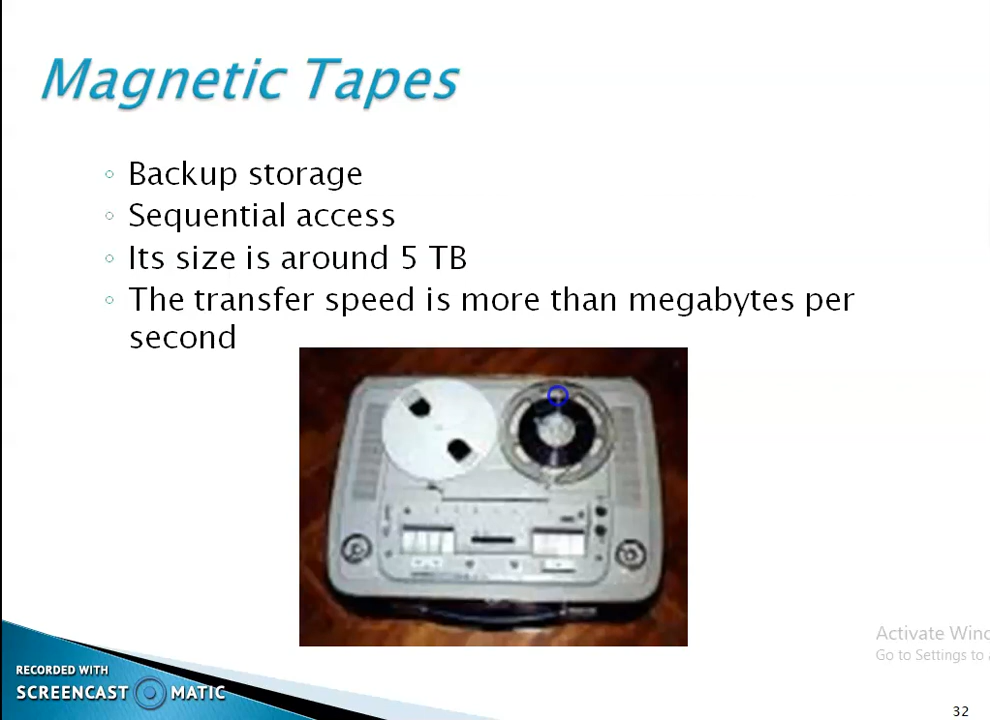 Magnetic Tapes
Backup storage
Sequential access
Its size is around 5 TB
The transfer speed is more than megabytes per
second
Activate Winc
Go to Settings to
RECORDED WITH
SCREENCAST MATIC
32